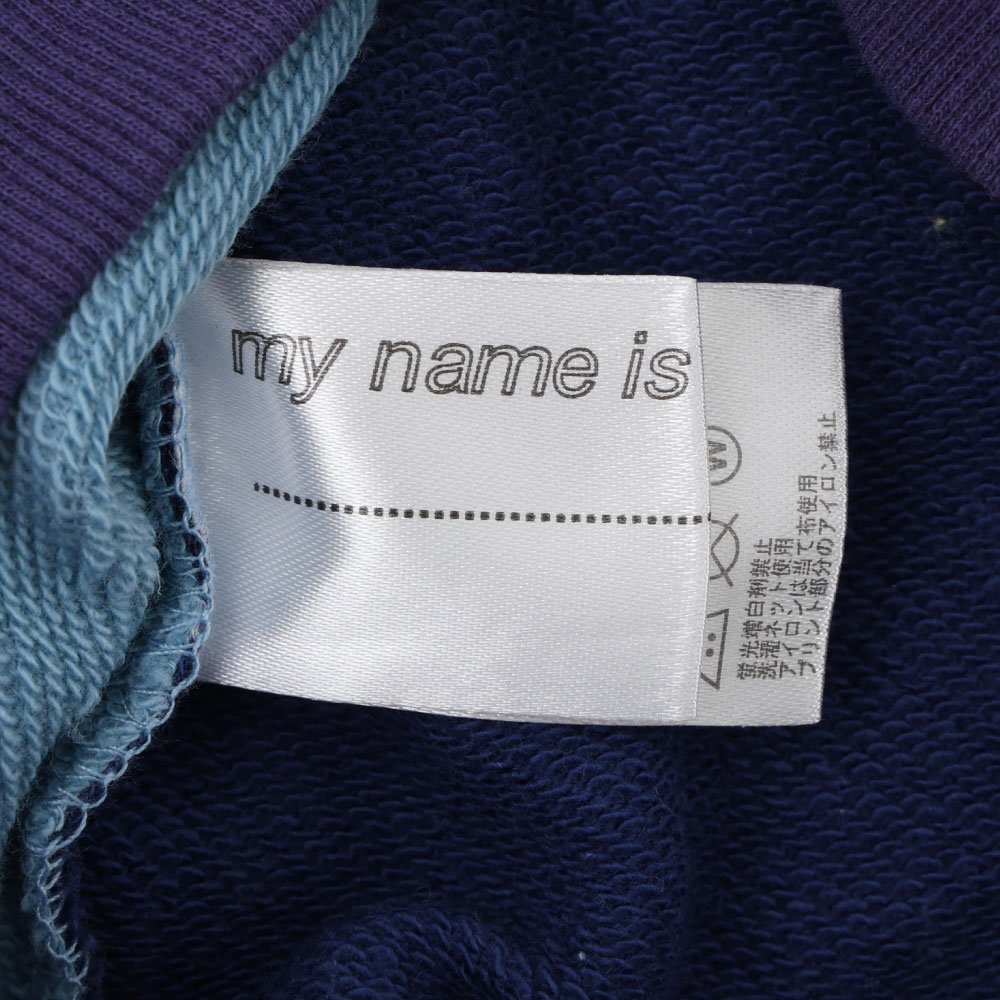 my name is
W
蛍光増白剤禁止
洗濯ネット使用
アイロンは当て布使用
プリント部分のアイロン禁止